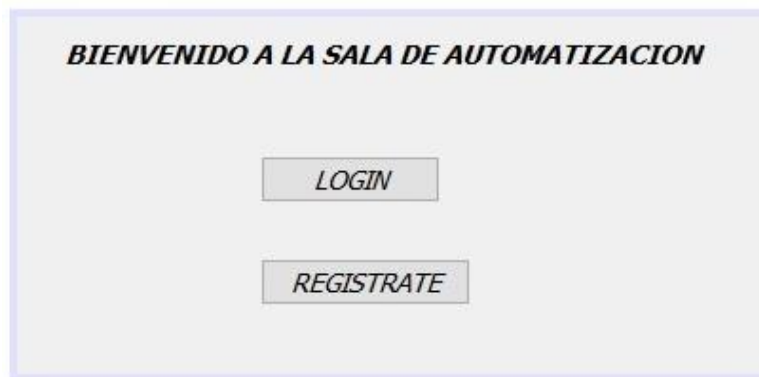 BIENVENIDO A LA SALA DE AUTOMATIZACION
LOGIN
REGISTRATE